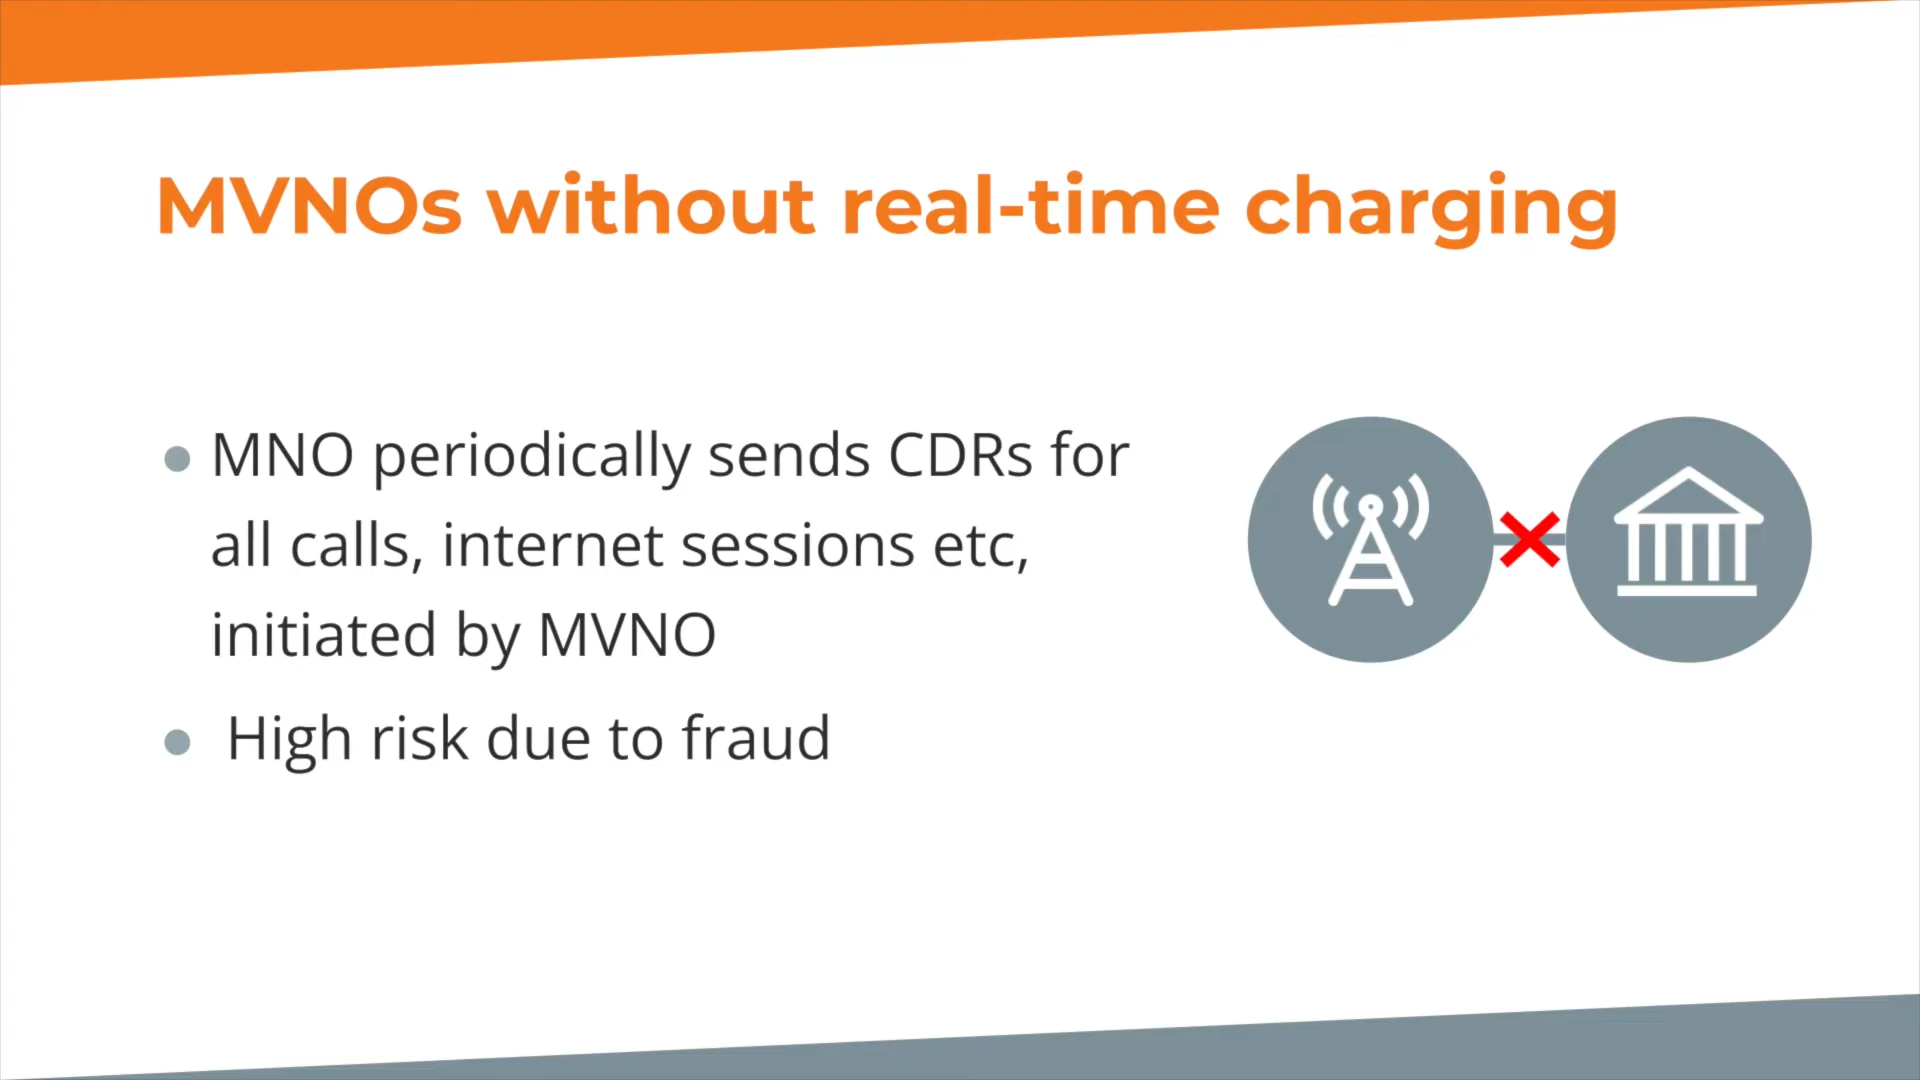 MVNOs without real-time charging
MNO periodically sends CDRs for
all calls, internet sessions etc,
initiated by MVNO
High risk due to fraud